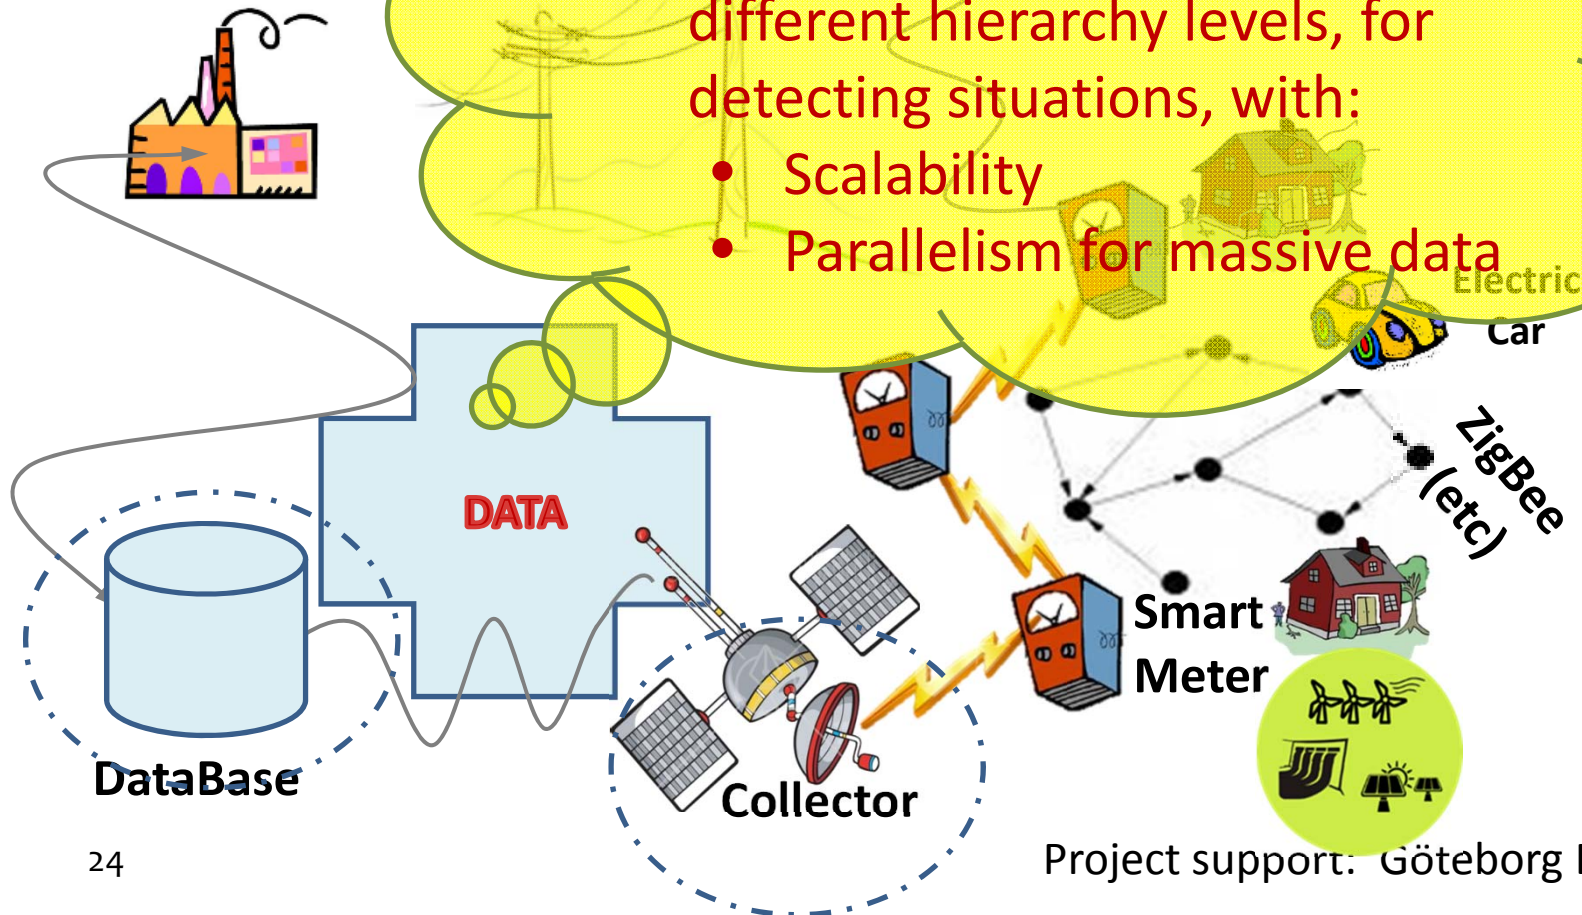 different hierarchy levels, for
detecting situations, with:
• Scalability
• Parallelism for massive data
Electric
Car
ZigBee
(etc)
DATA
Smart
Meter
DataBase
Collector
24
Project support: Göteborg